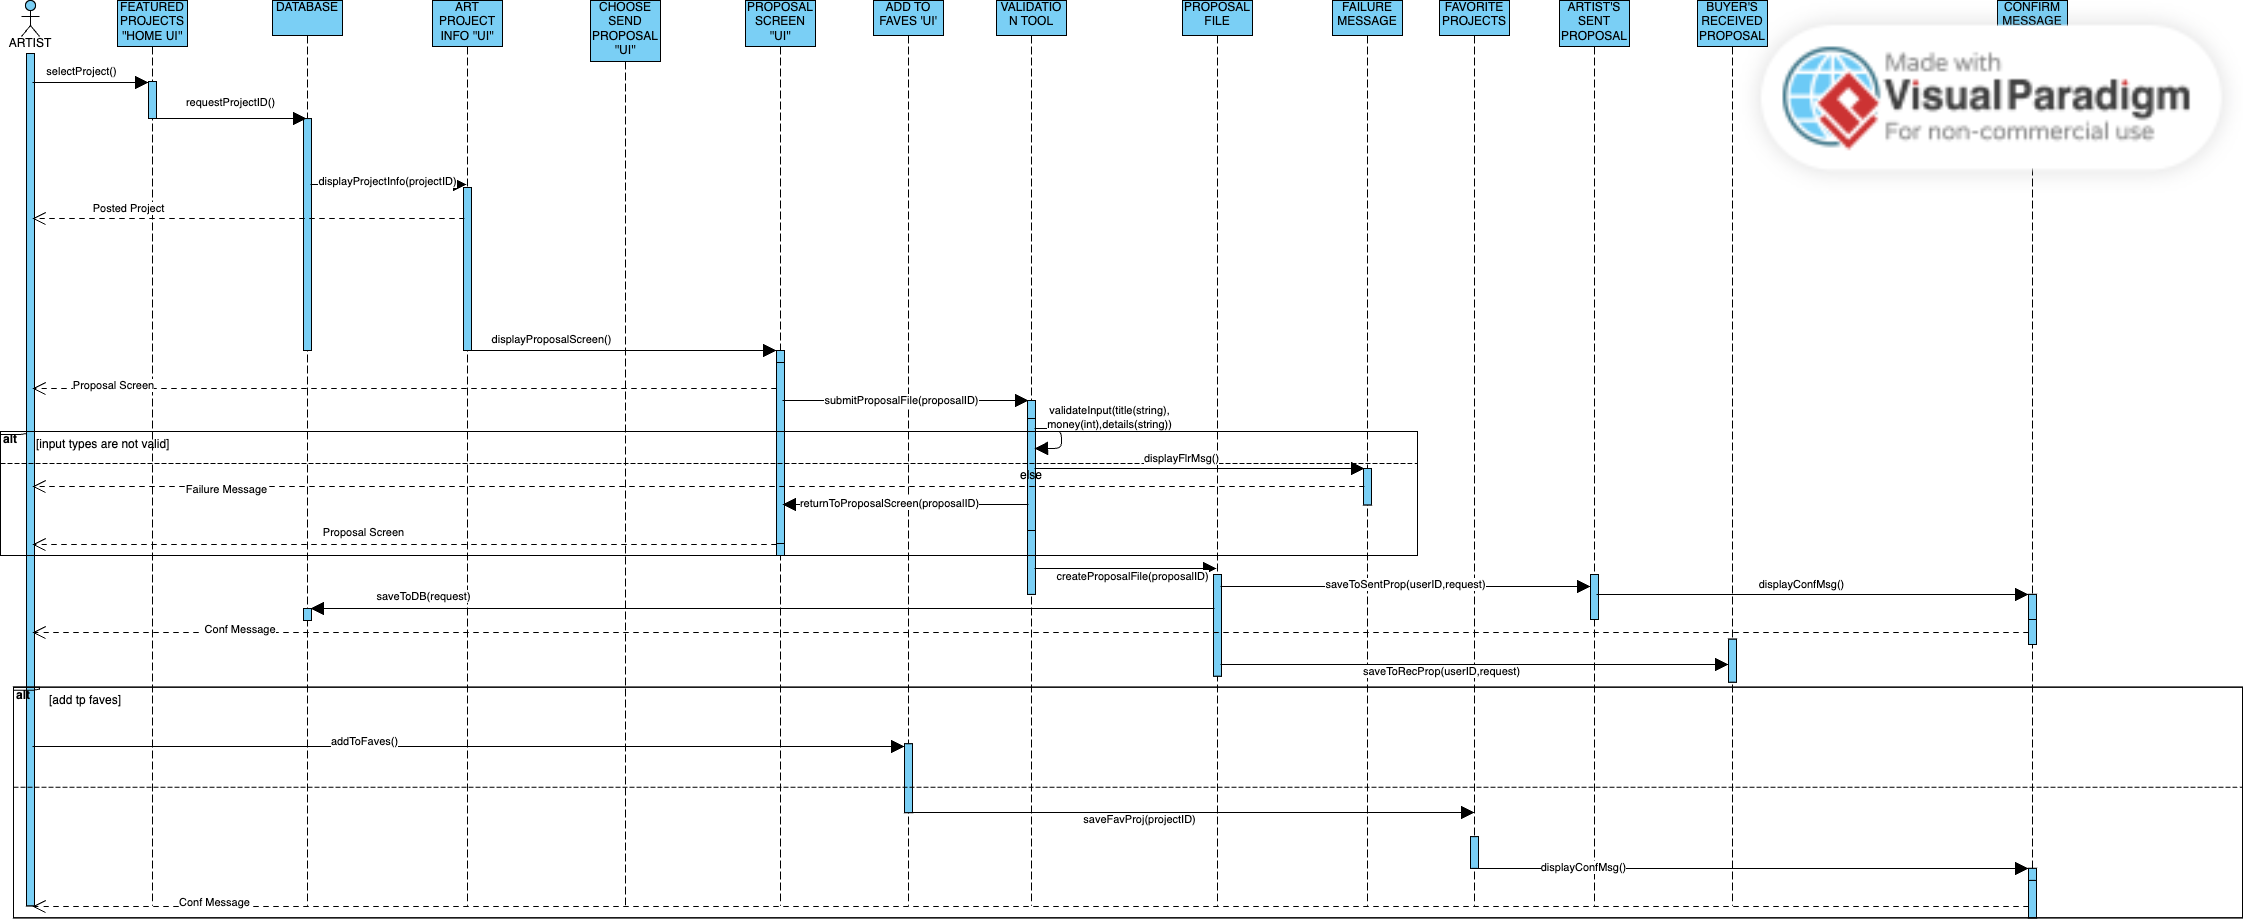 ARTIST
FEATURED
PROJECTS
"HOME UI"
DATABASE
ART
PROJECT
INFO "UI"
CHOOSE
SEND
PROPOSAL
"UI"
PROPOSAL
SCREEN
"UI"
ADD TO
FAVES 'UI'
VALIDATIO
N TOOL
PROPOSAL
FILE
FAILURE
MESSAGE
FAVORITE
PROJECTS
ARTIST'S
SENT
PROPOSAL
BUYER'S
RECEIVED
PROPOSAL
CONFIRM
MESSAGE
Made with
Visual Paradigm
For non-commercial use
selectProject()
requestProjectID()
displayProjectInfo(projectID)
Posted Project
displayProposalScreen()
Proposal Screen
submitProposalFile(proposalID)
validateInput(title(string),
money(int),details(string))
alt
[input types are not valid]
displayFlrMsg()
else
Failure Message
returnToProposalScreen(proposalID)
Proposal Screen
createProposalFile(proposalID)
saveToSentProp(userID,request)
displayConfMsg()
saveToDB(request)
Conf Message
saveToRecProp(userID,request)
alt
[add tp faves]
addToFaves()
saveFavProj(projectID)
displayConfMsg()
Conf Message